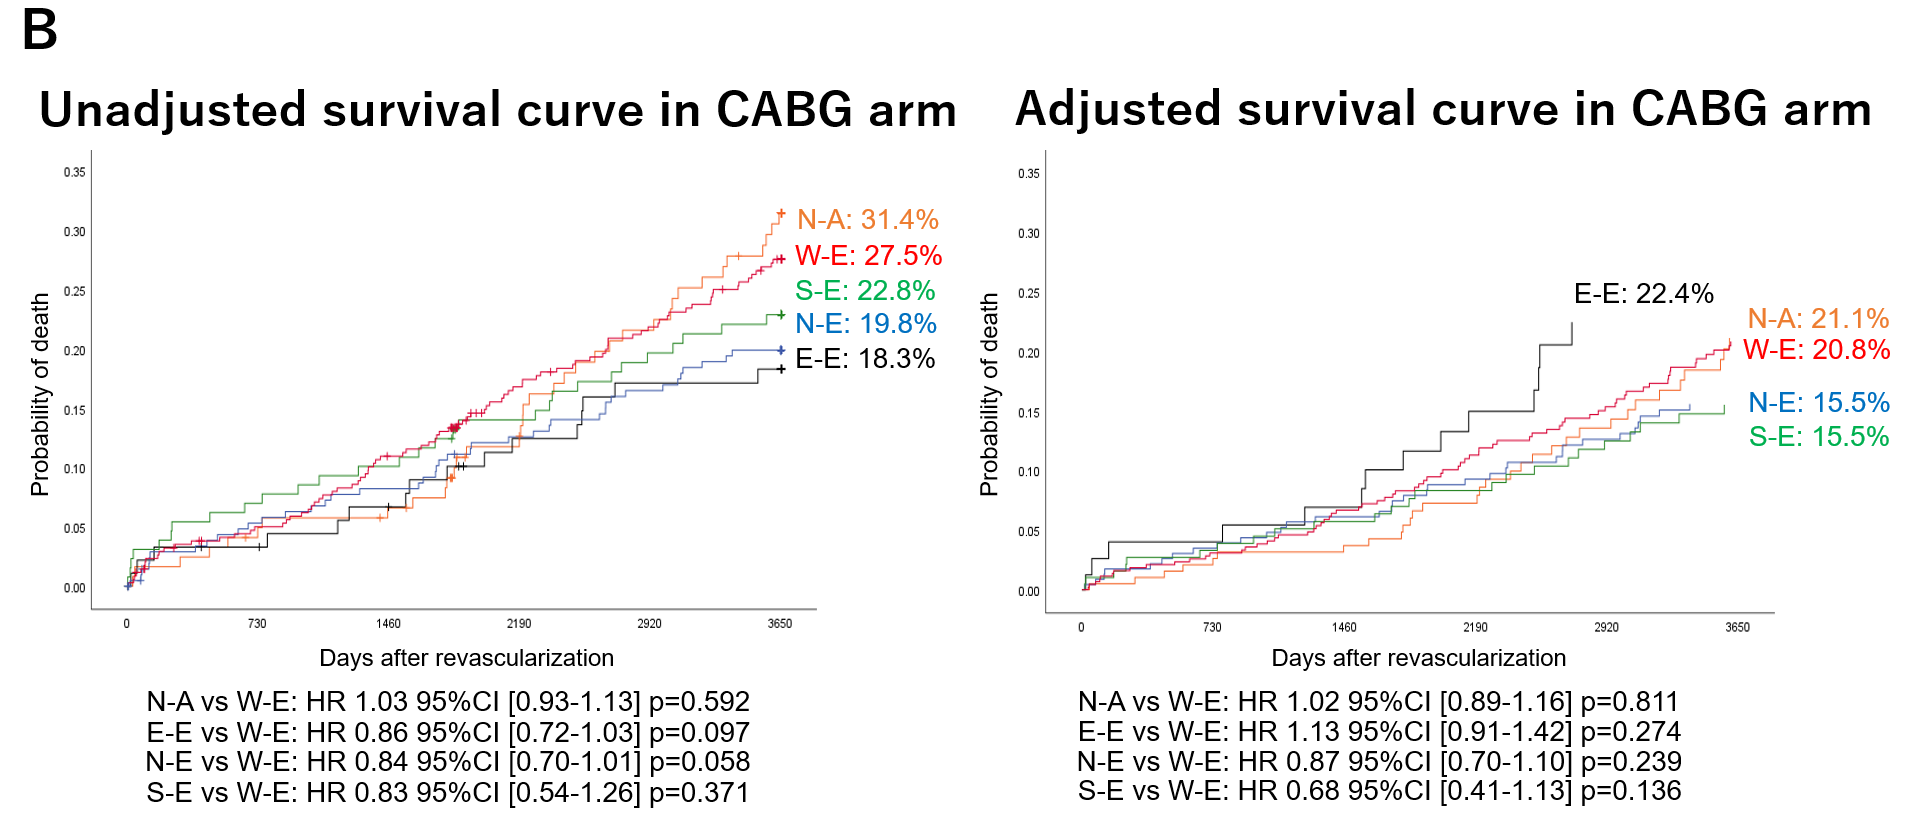 B
Unadjusted survival curve in CABG arm
Probability of death
0.35
0.30
0.25
0.20
0.15
0.10
0.05
0.00
0 730 1460 2190 2920 3650
Days after revascularization
N-A: 31.4%
W-E: 27.5%
S-E: 22.8%
N-E: 19.8%
E-E: 18.3%
N-A vs W-E: HR 1.03 95%CI [0.93-1.13] p=0.592
E-E vs W-E: HR 0.86 95%CI [0.72-1.03] p=0.097
N-E vs W-E: HR 0.84 95%CI [0.70-1.01] p=0.058
S-E vs W-E: HR 0.83 95%CI [0.54-1.26] p=0.371
Adjusted survival curve in CABG arm
Probability of death
0.35
0.30
0.25
0.20
0.15
0.10
0.05
0.00
0 730 1460 2190 2920 3650
Days after revascularization
E-E: 22.4%
N-A: 21.1%
W-E: 20.8%
N-E: 15.5%
S-E: 15.5%
N-A vs W-E: HR 1.02 95%CI [0.89-1.16] p=0.811
E-E vs W-E: HR 1.13 95%CI [0.91-1.42] p=0.274
N-E vs W-E: HR 0.87 95%CI [0.70-1.10] p=0.239
S-E vs W-E: HR 0.68 95%CI [0.41-1.13] p=0.136